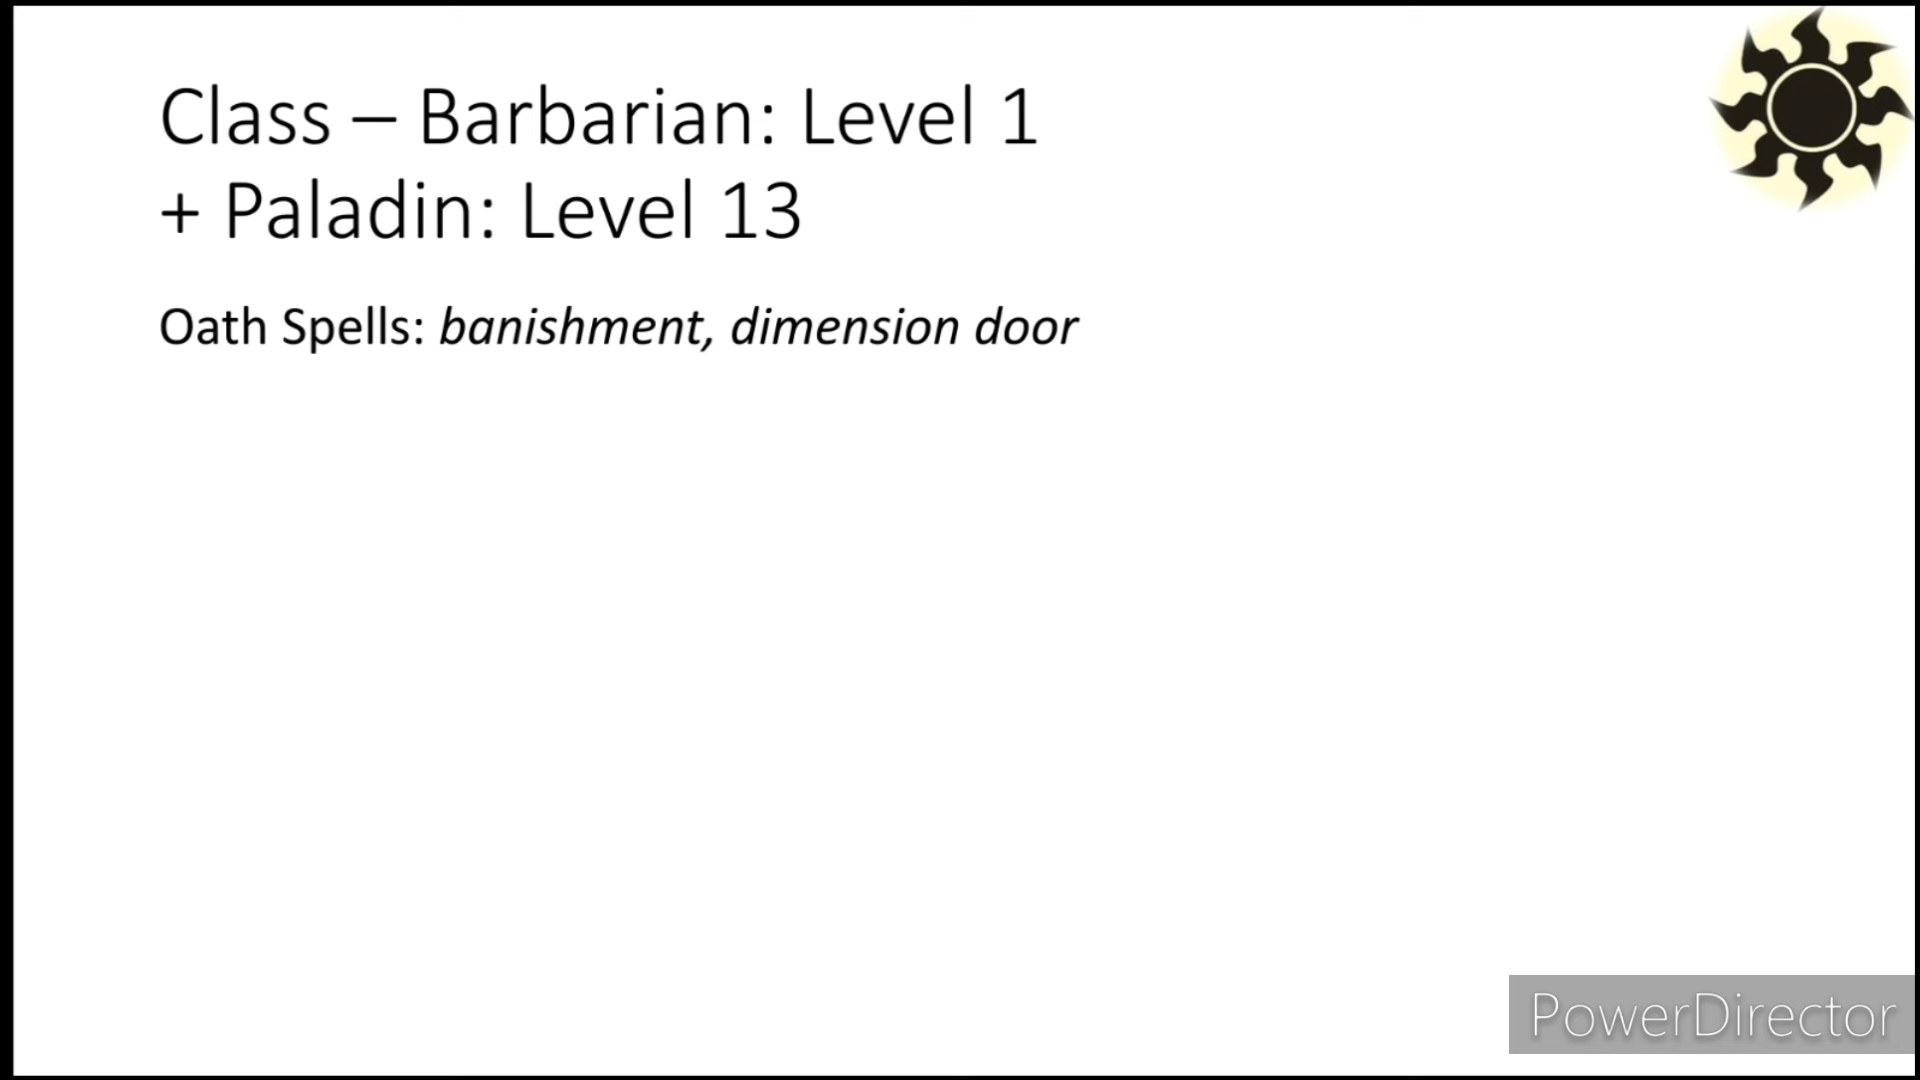 Class – Barbarian: Level 1
+ Paladin: Level 13
Oath Spells: banishment, dimension door
PowerDirector